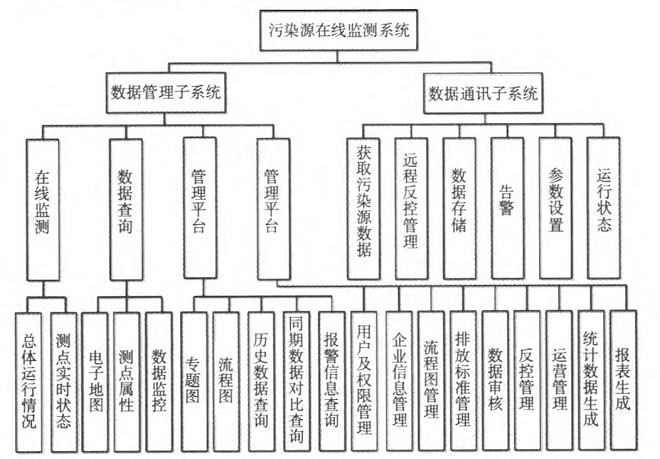 污染源在线监测系统
数据管理子系统
数据通讯子系统
在线监测
数据查询
管理平台
管理平台
获取污染源数据
远程反控管理
数据存储
告警
参数设置
运行状态
总体运行情况
测点实时状态
电子地图
测点属性
数据监控
专题图
流程图
历史数据查询
同期数据对比查询
报警信息查询
用户及权限管理
企业信息管理
流程图管理
排放标准管理
数据审核
反控管理
运营管理
统计数据生成
报表生成